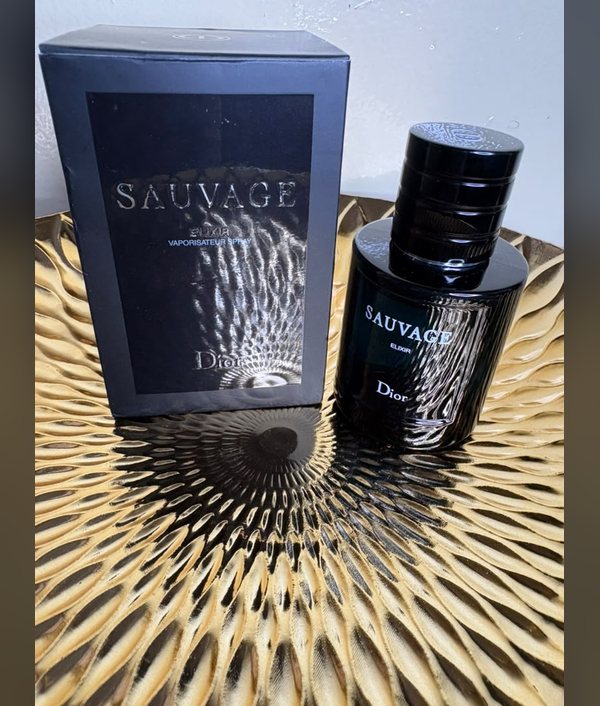 SAUVAGE
ELIXIR
VAPORISATEUR SPRAY
Dior
SAUVAGE
ELIXIR
Dior